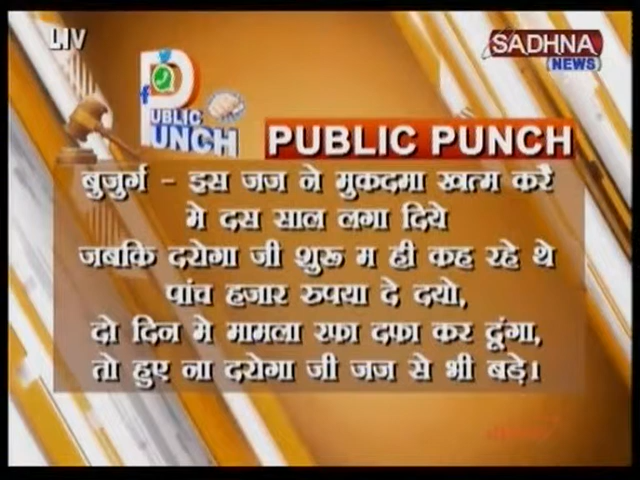 LIV
SADHNA
NEWS
PUBLIC
PUNCH
PUBLIC PUNCH
बुजुर्ग - इस जज ने मुकदमा खत्म करें
मे दस साल लगा दिये
जबकि दरोगा जी शुरू म ही कह रहे थे
पांच हजार रुपया दे दयो,
दो दिन मे मामला रफा दफा कर दूंगा,
तो हुए ना दरोगा जी जज से भी बड़े।